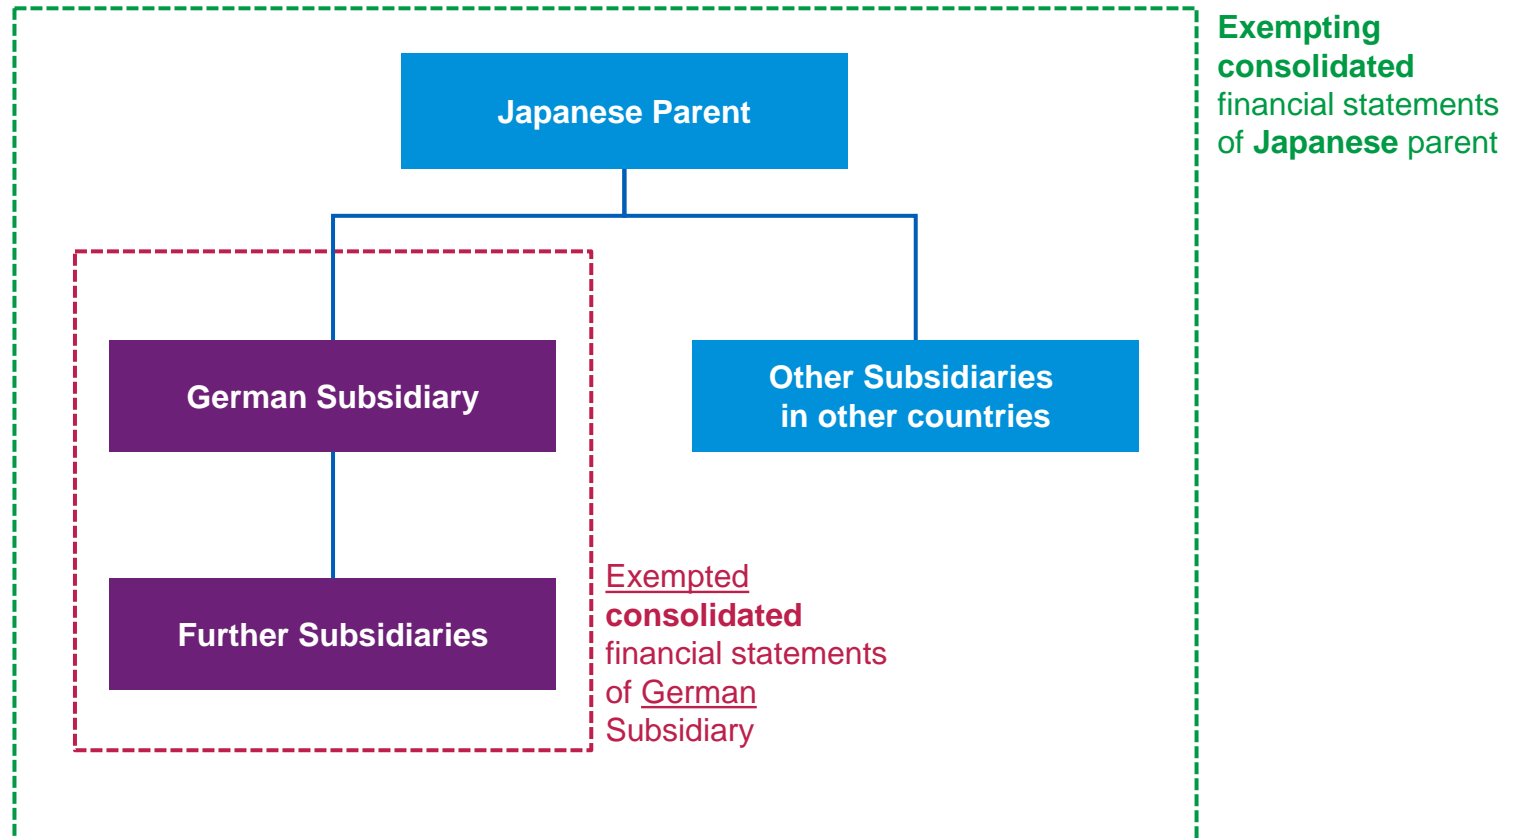 Exempting
consolidated
financial statements
of Japanese parent
Japanese Parent
German Subsidiary
Other Subsidiaries
in other countries
Further Subsidiaries
Exempted
consolidated
financial statements
of German
Subsidiary